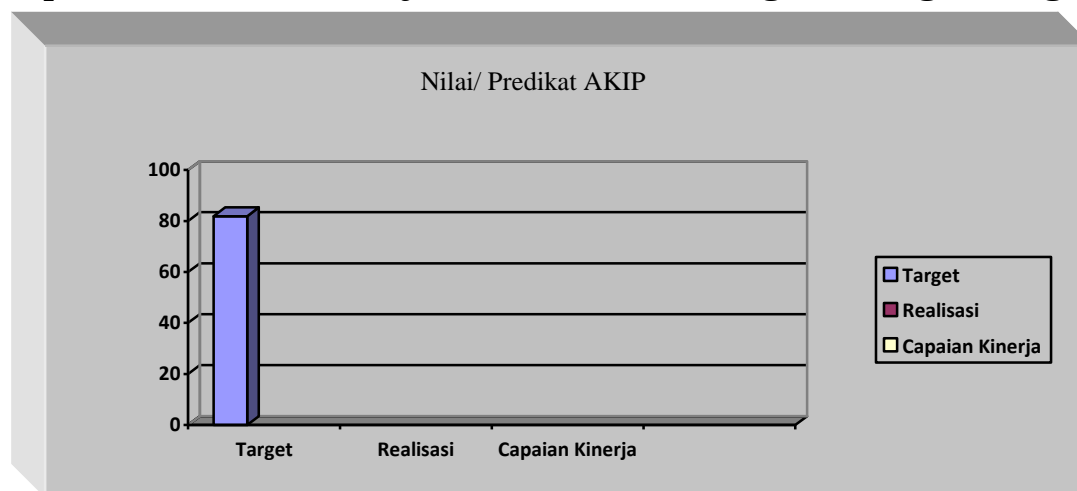 Nilai/ Predikat AKIP
100
80
60
40
20
0
Target
Realisasi
Capaian Kinerja
Target
Realisasi
Capaian Kinerja